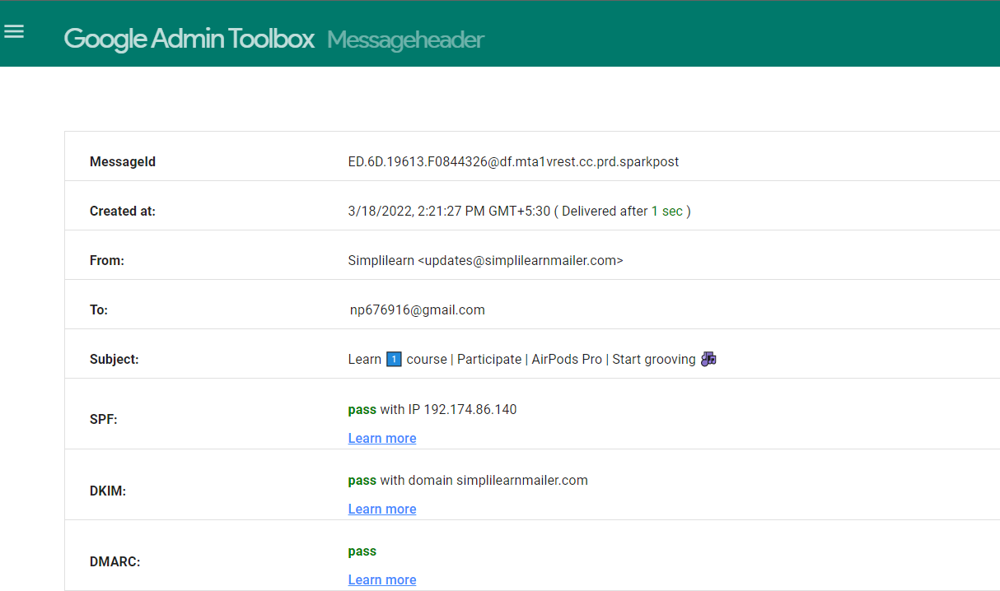 Google Admin Toolbox Messageheader
MessageId ED.6D.19613.F0844326@df.mta1vrest.cc.prd.sparkpost
Created at: 3/18/2022, 2:21:27 PM GMT+5:30 ( Delivered after 1 sec )
From: Simplilearn <updates@simplilearnmailer.com>
To: np676916@gmail.com
Subject: Learn 1️⃣ course | Participate | AirPods Pro | Start grooving 🎶
SPF: pass with IP 192.174.86.140
Learn more
DKIM: pass with domain simplilearnmailer.com
Learn more
DMARC: pass
Learn more